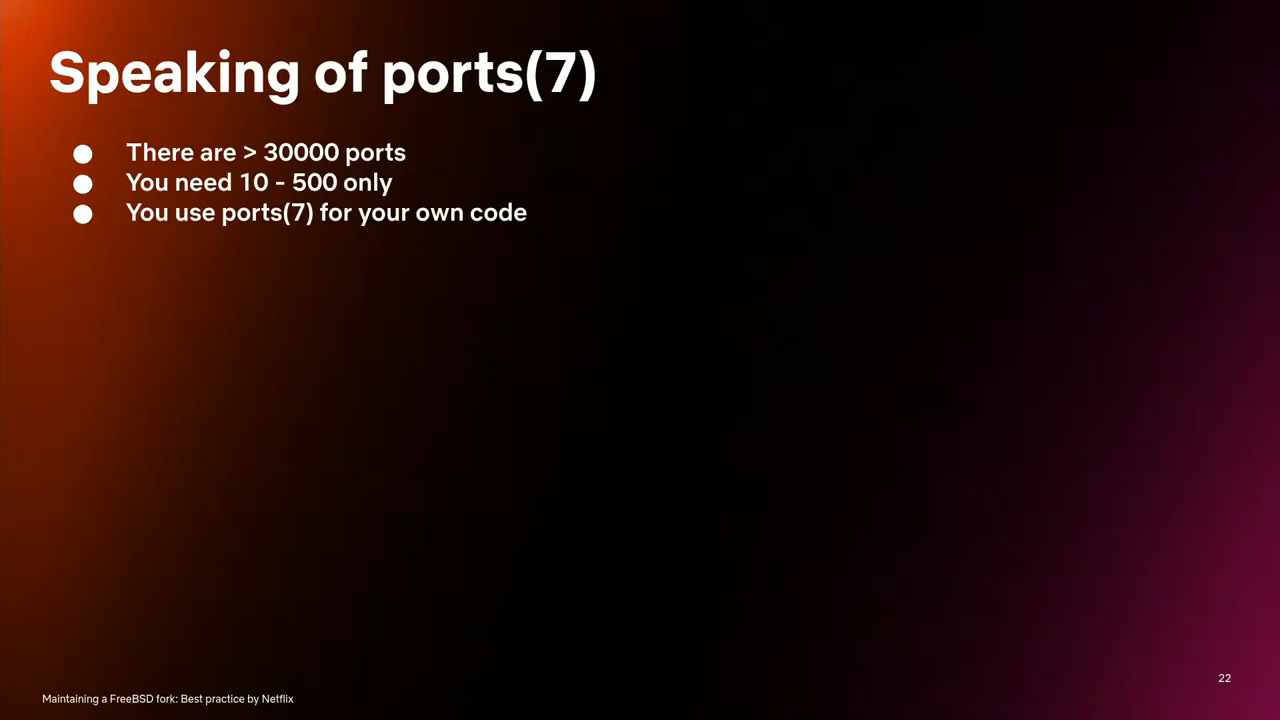 Speaking of ports(7)
● There are > 30000 ports
● You need 10 - 500 only
● You use ports(7) for your own code
22
Maintaining a FreeBSD fork: Best practice by Netflix